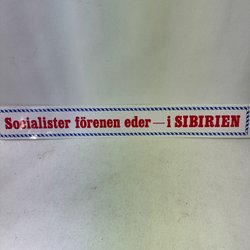 Socialister förenen eder — i SIBIRIEN